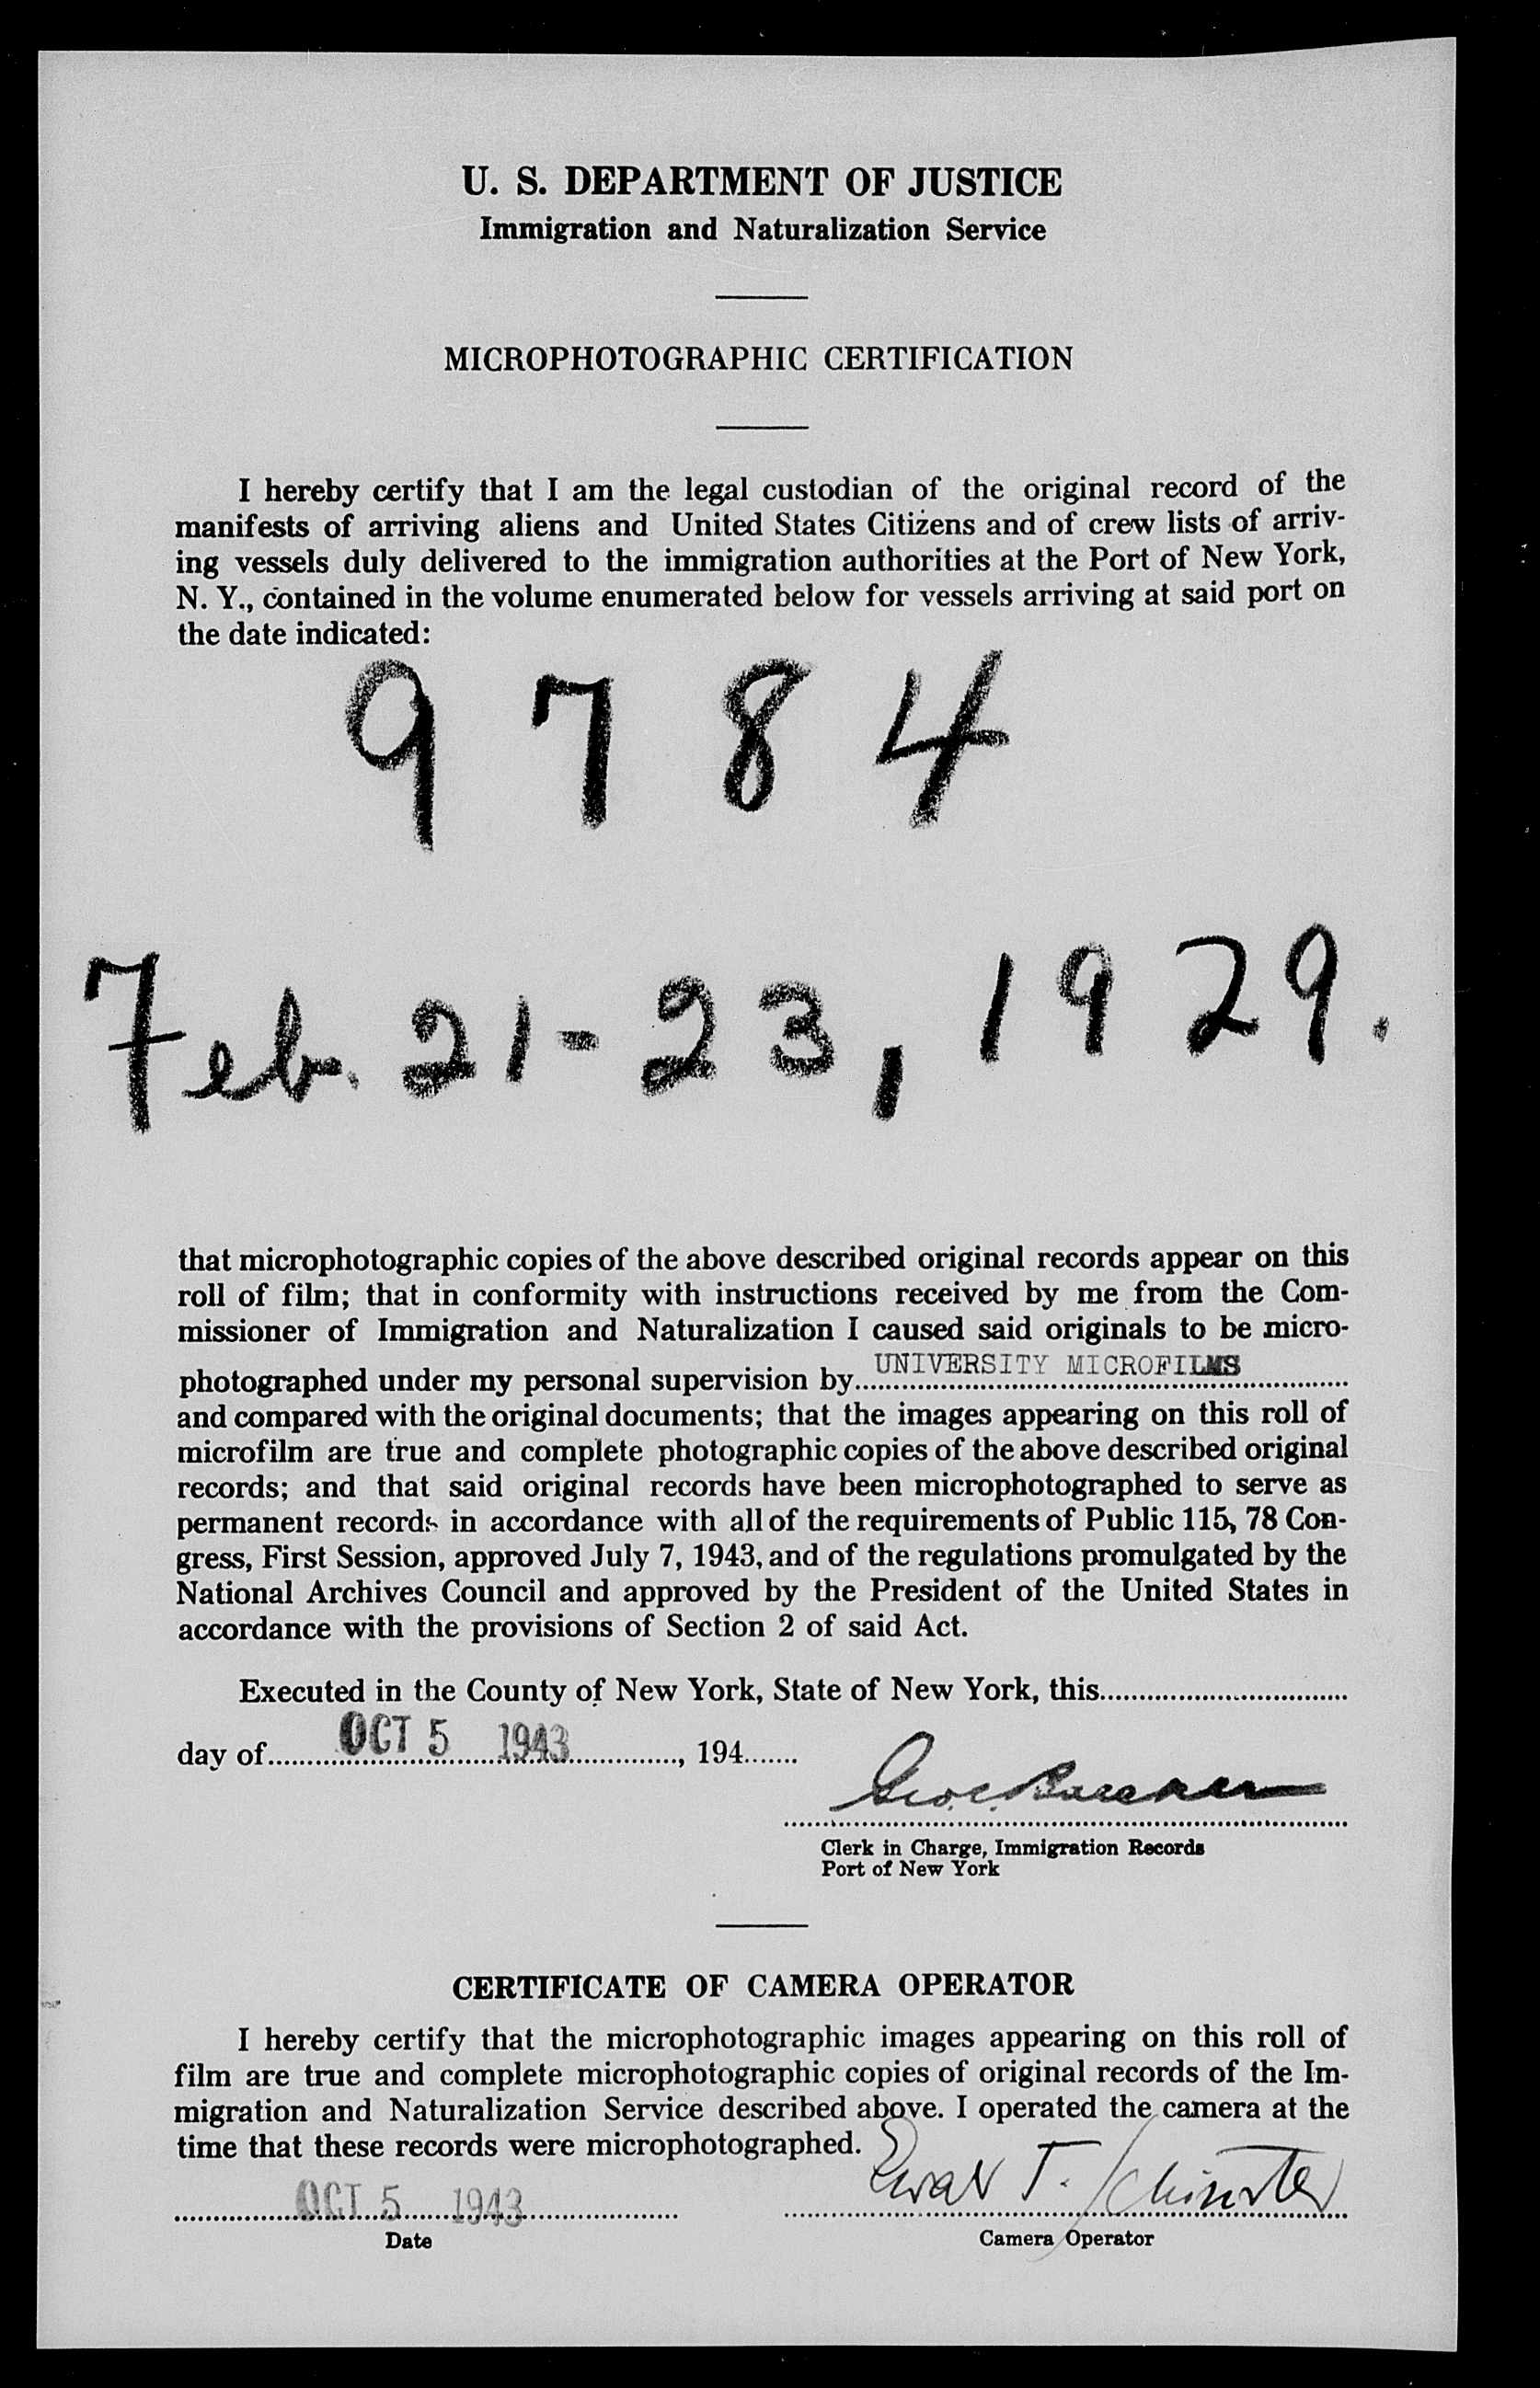 U. S. DEPARTMENT OF JUSTICE
Immigration and Naturalization Service
MICROPHOTOGRAPHIC CERTIFICATION
I hereby certify that I am the legal custodian of the original record of the
manifests of arriving aliens and United States Citizens and of crew lists of arriv-
ing vessels duly delivered to the immigration authorities at the Port of New York,
N. Y., contained in the volume enumerated below for vessels arriving at said port on
the date indicated:
9784
Feb. 21-23, 1929.
that microphotographic copies of the above described original records appear on this
roll of film; that in conformity with instructions received by me from the Com-
missioner of Immigration and Naturalization I caused said originals to be micro-
photographed under my personal supervision by UNIVERSITY MICROFILMS
and compared with the original documents; that the images appearing on this roll of
microfilm are true and complete photographic copies of the above described original
records; and that said original records have been microphotographed to serve as
permanent records in accordance with all of the requirements of Public 115, 78 Con-
gress, First Session, approved July 7, 1943, and of the regulations promulgated by the
National Archives Council and approved by the President of the United States in
accordance with the provisions of Section 2 of said Act.
Executed in the County of New York, State of New York, this
day of OCT 5 1943, 194
Clerk in Charge, Immigration Records
Port of New York
CERTIFICATE OF CAMERA OPERATOR
I hereby certify that the microphotographic images appearing on this roll of
film are true and complete microphotographic copies of original records of the Im-
migration and Naturalization Service described above. I operated the camera at the
time that these records were microphotographed.
OCT 5 1943 T.
Date Camera Operator